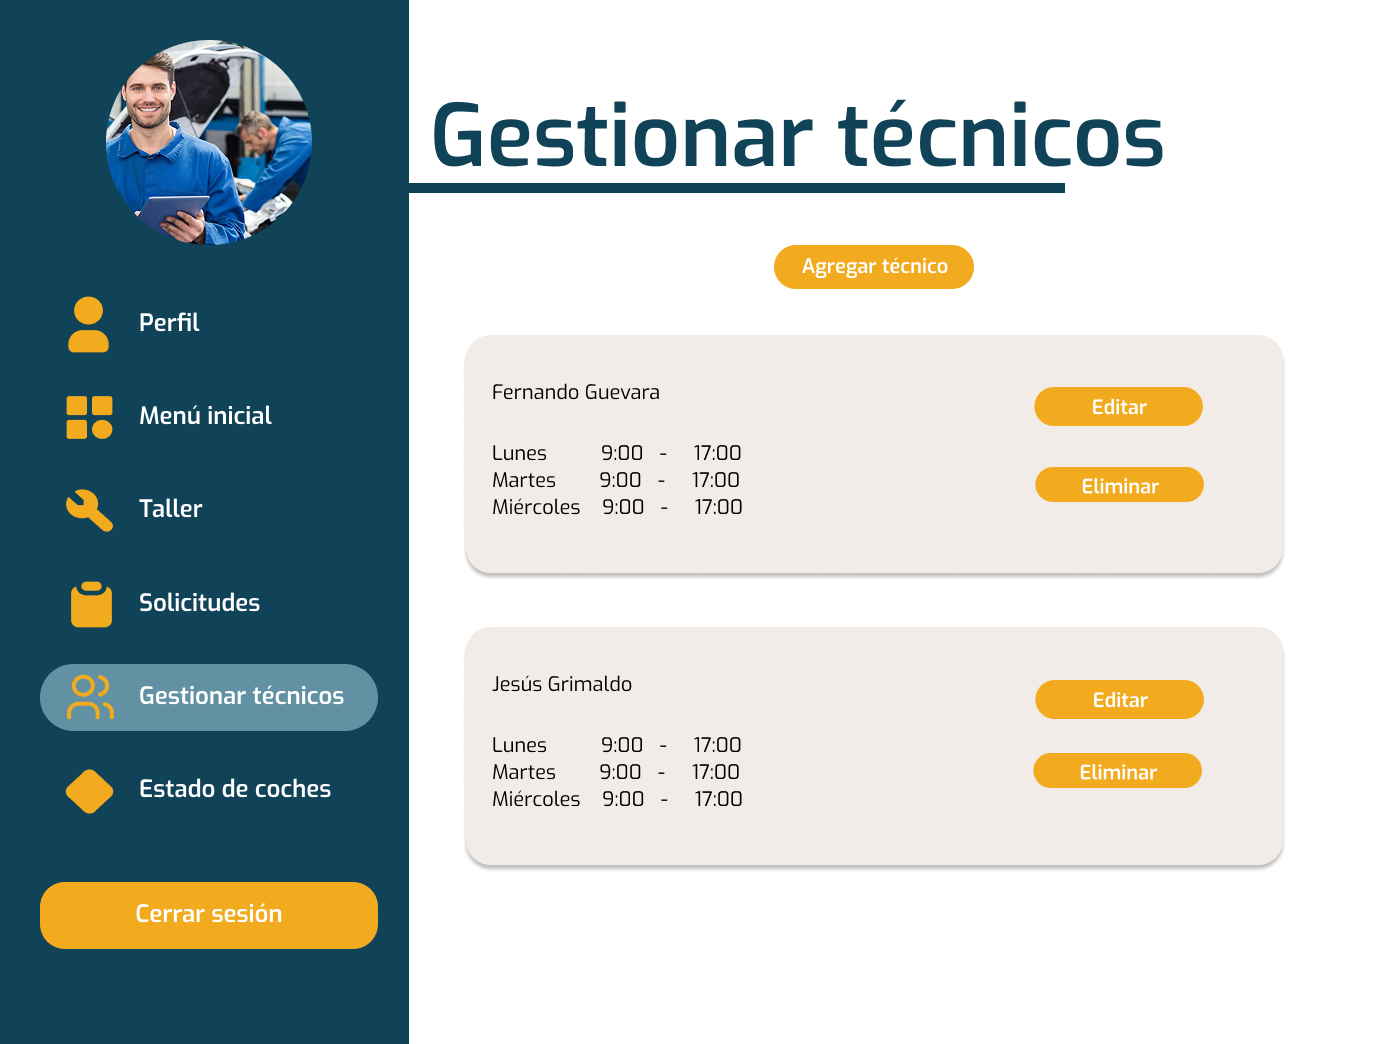 Gestionar técnicos
Perfil
Menú inicial
Taller
Solicitudes
Gestionar técnicos
Estado de coches
Cerrar sesión
Agregar técnico
Fernando Guevara
Lunes 9:00 - 17:00
Martes 9:00 - 17:00
Miércoles 9:00 - 17:00
Editar
Eliminar
Jesús Grimaldo
Lunes 9:00 - 17:00
Martes 9:00 - 17:00
Miércoles 9:00 - 17:00
Editar
Eliminar